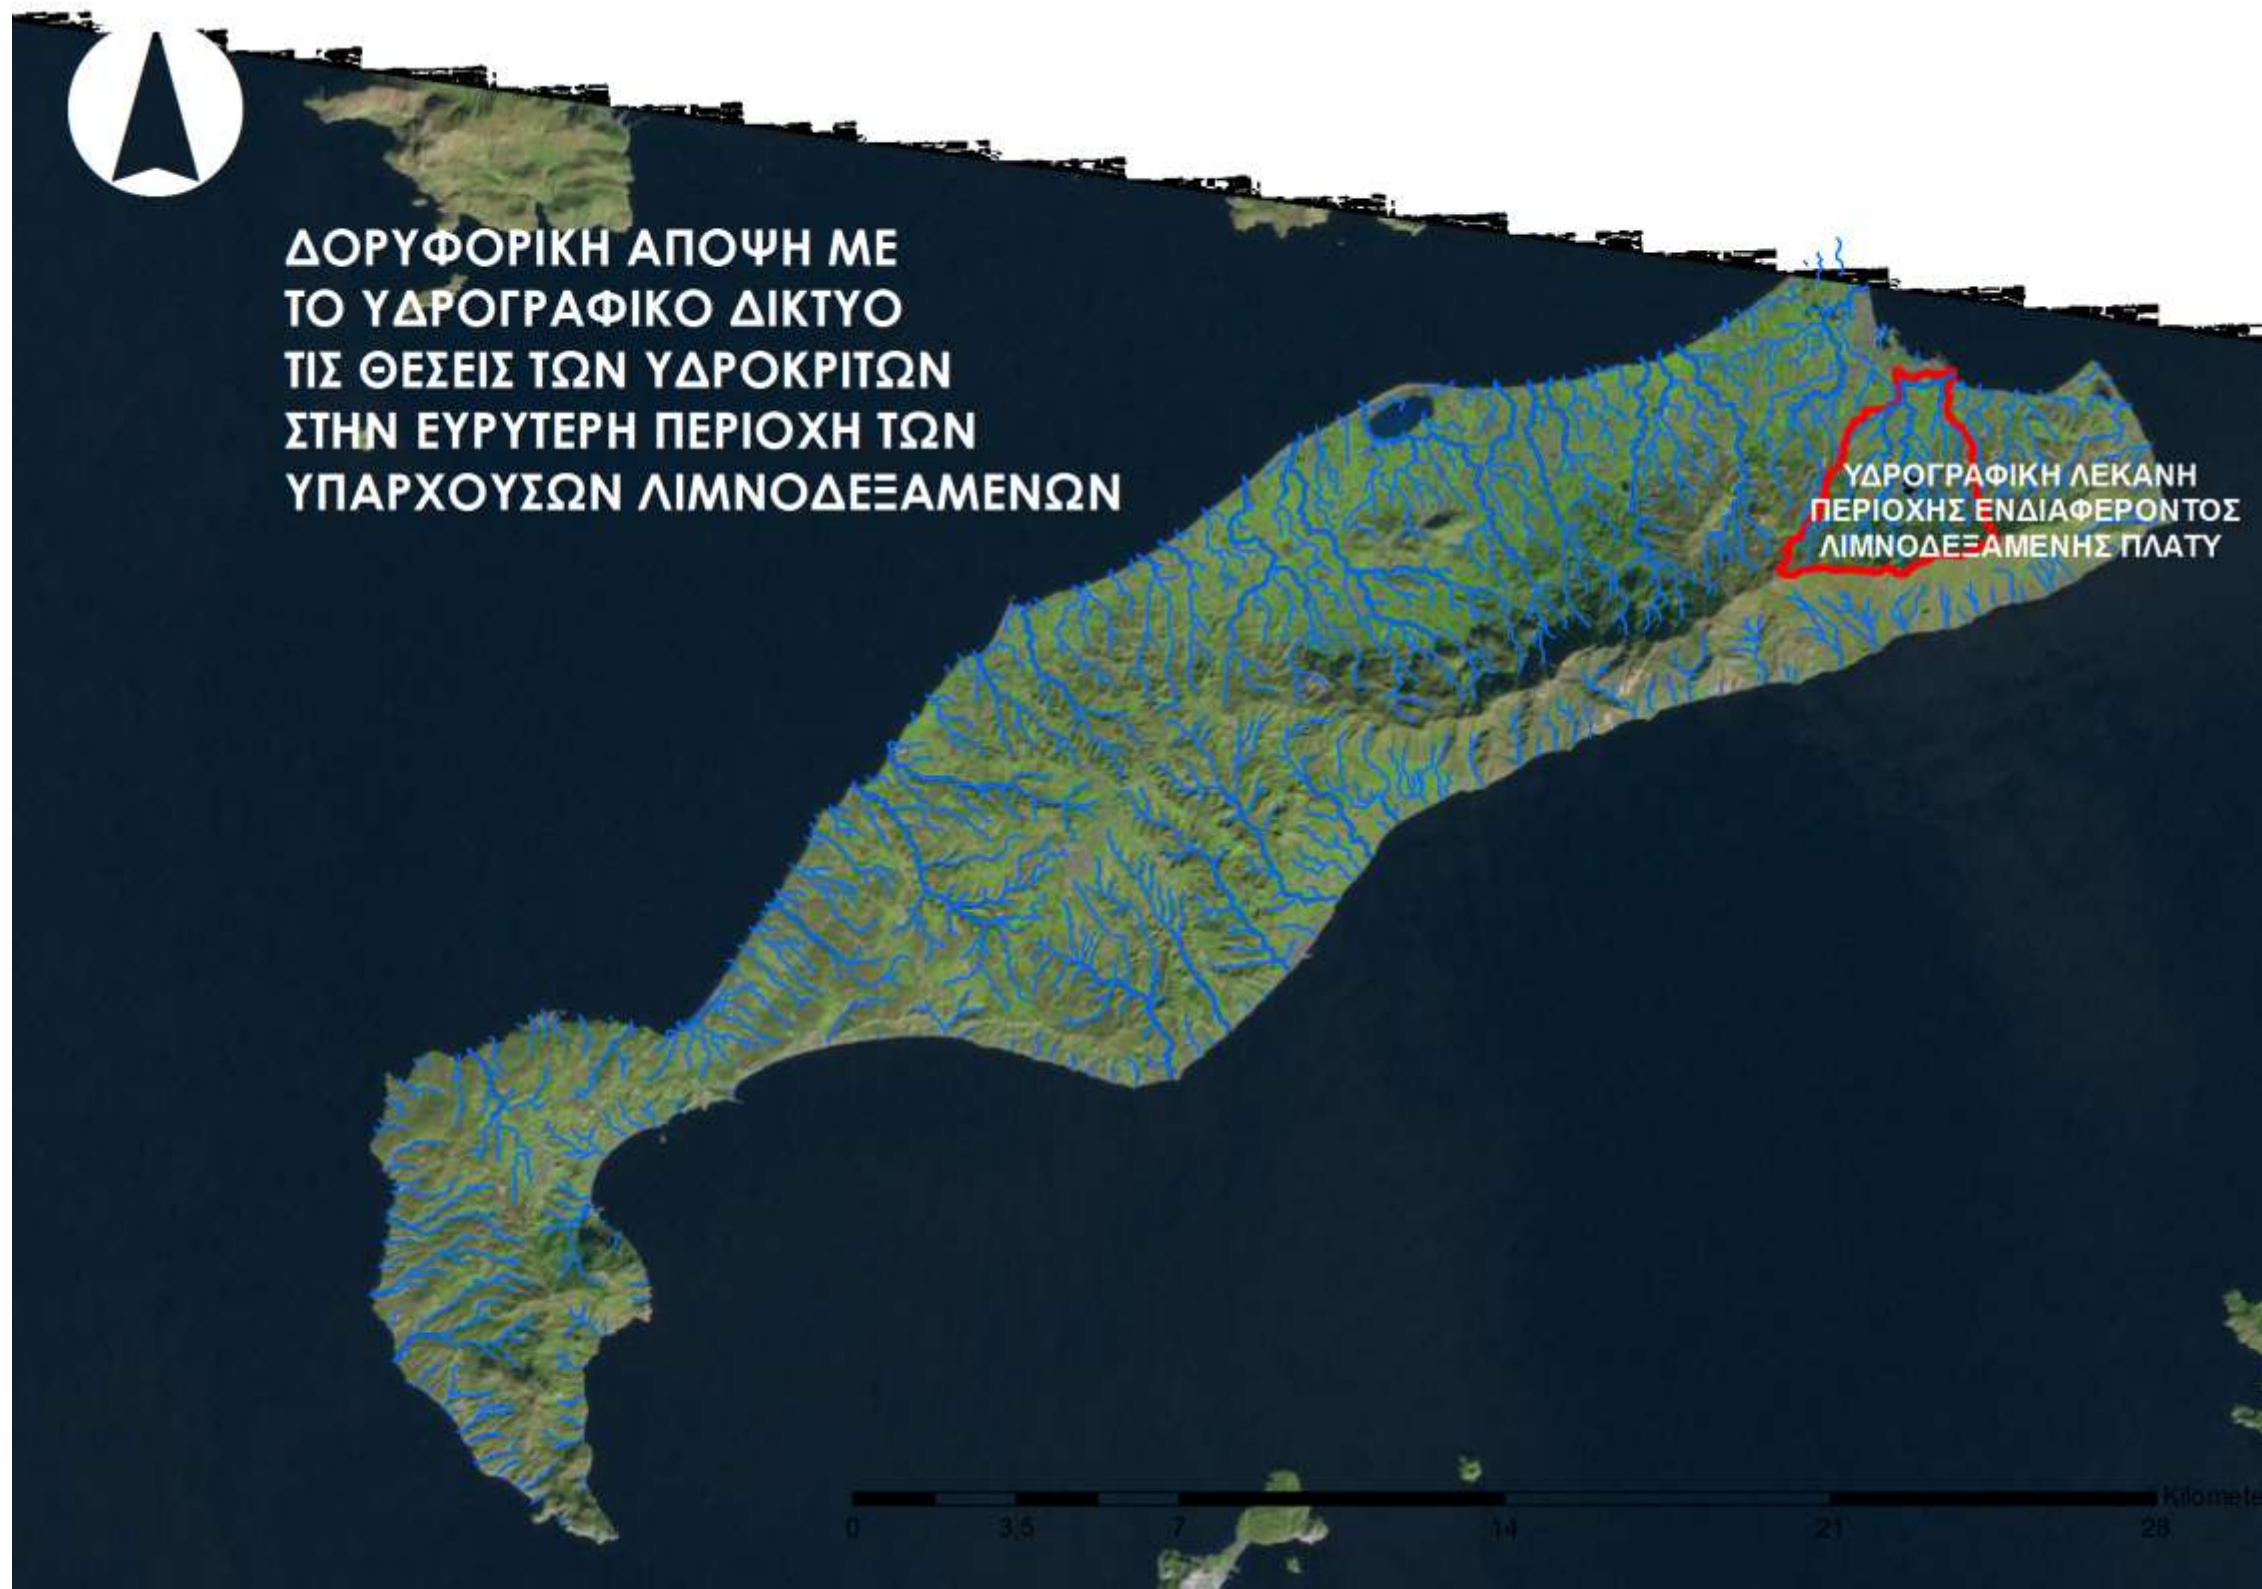 ΔΟΡΥΦΟΡΙΚΗ ΑΠΟΨΗ ΜΕ
ΤΟ ΥΔΡΟΓΡΑΦΙΚΟ ΔΙΚΤΥΟ
ΤΙΣ ΘΕΣΕΙΣ ΤΩΝ ΥΔΡΟΚΡΙΤΩΝ
ΣΤΗΝ ΕΥΡΥΤΕΡΗ ΠΕΡΙΟΧΗ ΤΩΝ
ΥΠΑΡΧΟΥΣΩΝ ΛΙΜΝΟΔΕΞΑΜΕΝΩΝ
ΥΔΡΟΓΡΑΦΙΚΗ ΛΕΚΑΝΗ
ΠΕΡΙΟΧΗΣ ΕΝΔΙΑΦΕΡΟΝΤΟΣ
ΛΙΜΝΟΔΕΞΑΜΕΝΗΣ ΠΛΑΤΥ
Kilomete
0 3,5 7 14 21 28